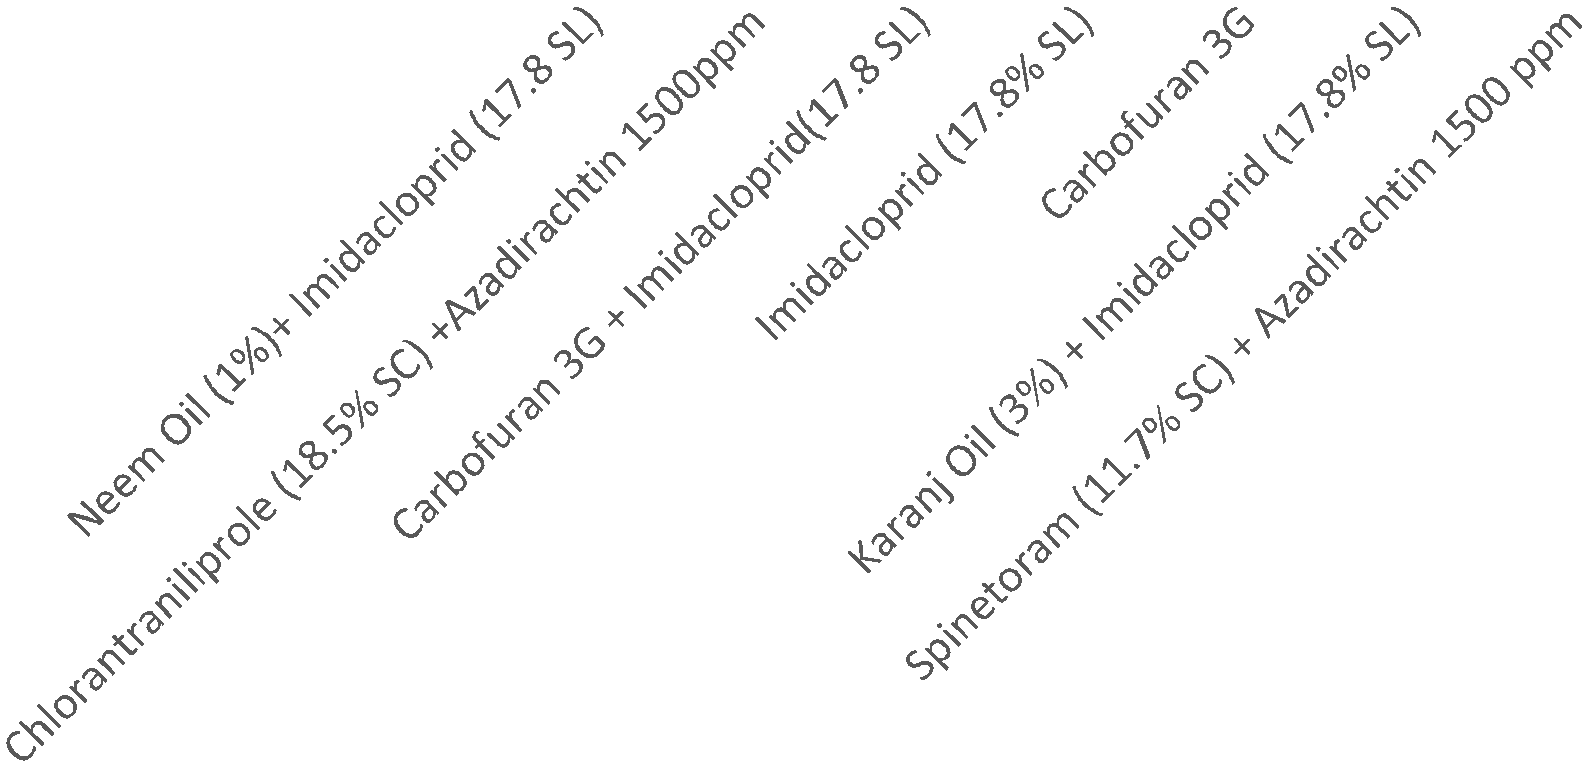 Neem Oil (1%)+ Imidacloprid (17.8 SL)
Chlorantraniliprole (18.5% SC) +Azadirachtin 1500ppm
Carbofuran 3G + Imidacloprid(17.8 SL)
Imidacloprid (17.8% SL)
Carbofuran 3G
Karanj Oil (3%) + Imidacloprid (17.8% SL)
Spinetoram (11.7% SC) + Azadirachtin 1500 ppm